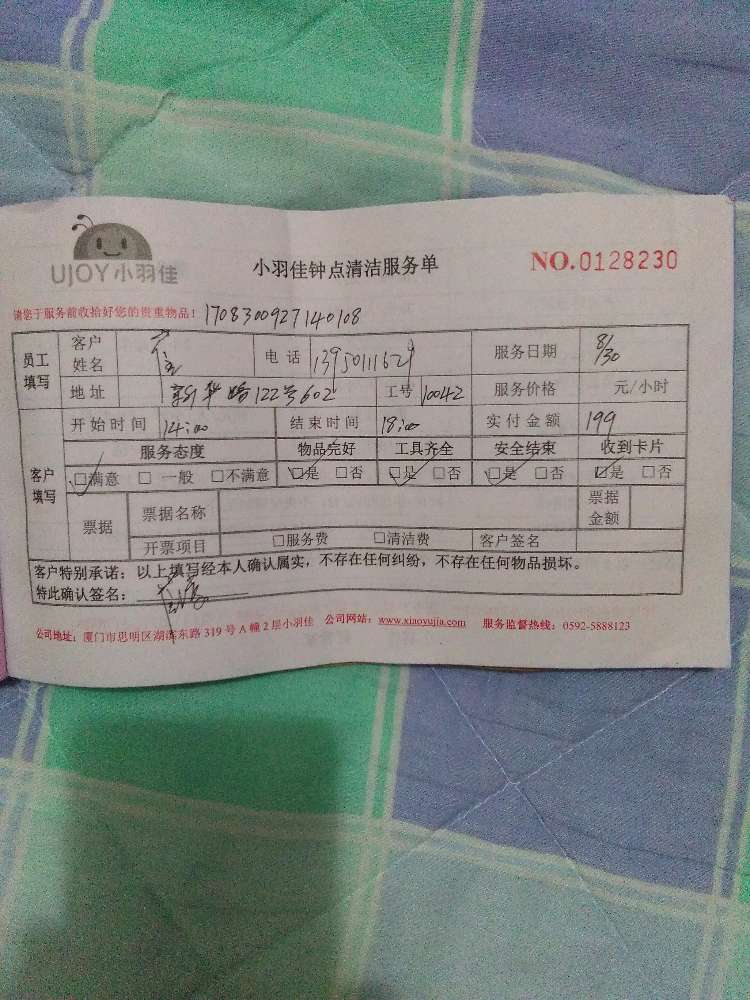 UJOY小羽佳
小羽佳钟点清洁服务单
NO.0128230
请您于服务前收拾好您的贵重物品！ 1708300927140108
员工填写 客户姓名 电话 13950111621 服务日期 8/30
地址 新华路122号602 工号 10042 服务价格 元/小时
客户填写 开始时间 14:00 结束时间 18:00 实付金额 199
服务态度 物品完好 工具齐全 安全结束 收到卡片
☑满意 □一般 □不满意 ☑是 □否 ☑是 □否 ☑是 □否 ☑是 □否
票据 票据名称 票据金额
开票项目 □服务费 □清洁费 客户签名
客户特别承诺：以上填写经本人确认属实，不存在任何纠纷，不存在任何物品损坏。
特此确认签名：
公司地址：厦门市思明区湖滨东路319号A幢2层小羽佳 公司网站：www.xiaoyujia.com 服务监督热线：0592-5888123